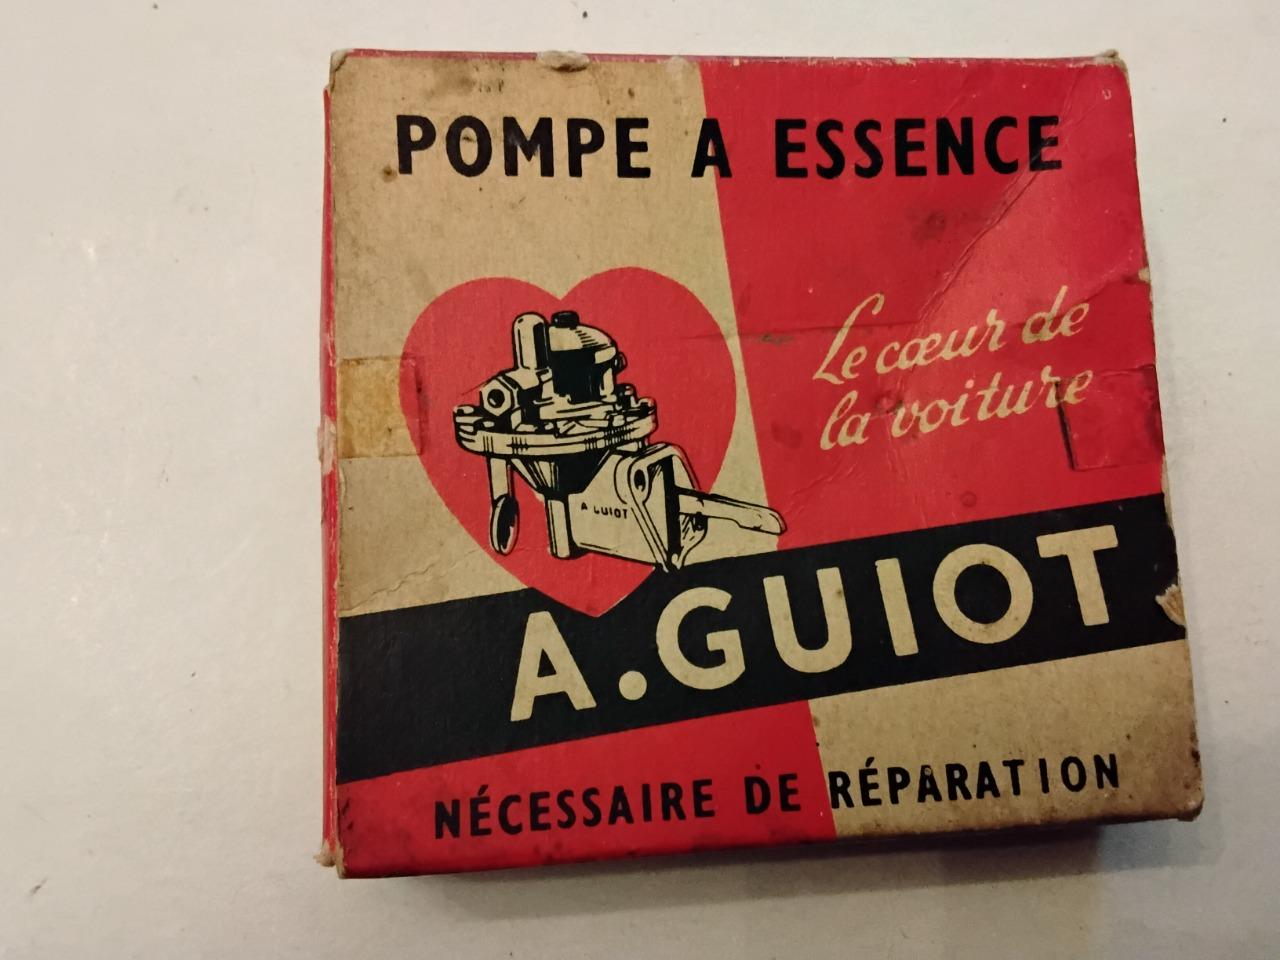 POMPE A ESSENCE
Le cœur de
la voiture
A GUIOT
A. GUIOT
NÉCESSAIRE DE RÉPARATION